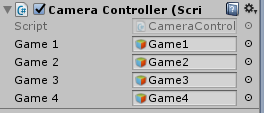 Camera Controller (Scri
Script CameraControl
Game 1 Game1
Game 2 Game2
Game 3 Game3
Game 4 Game4